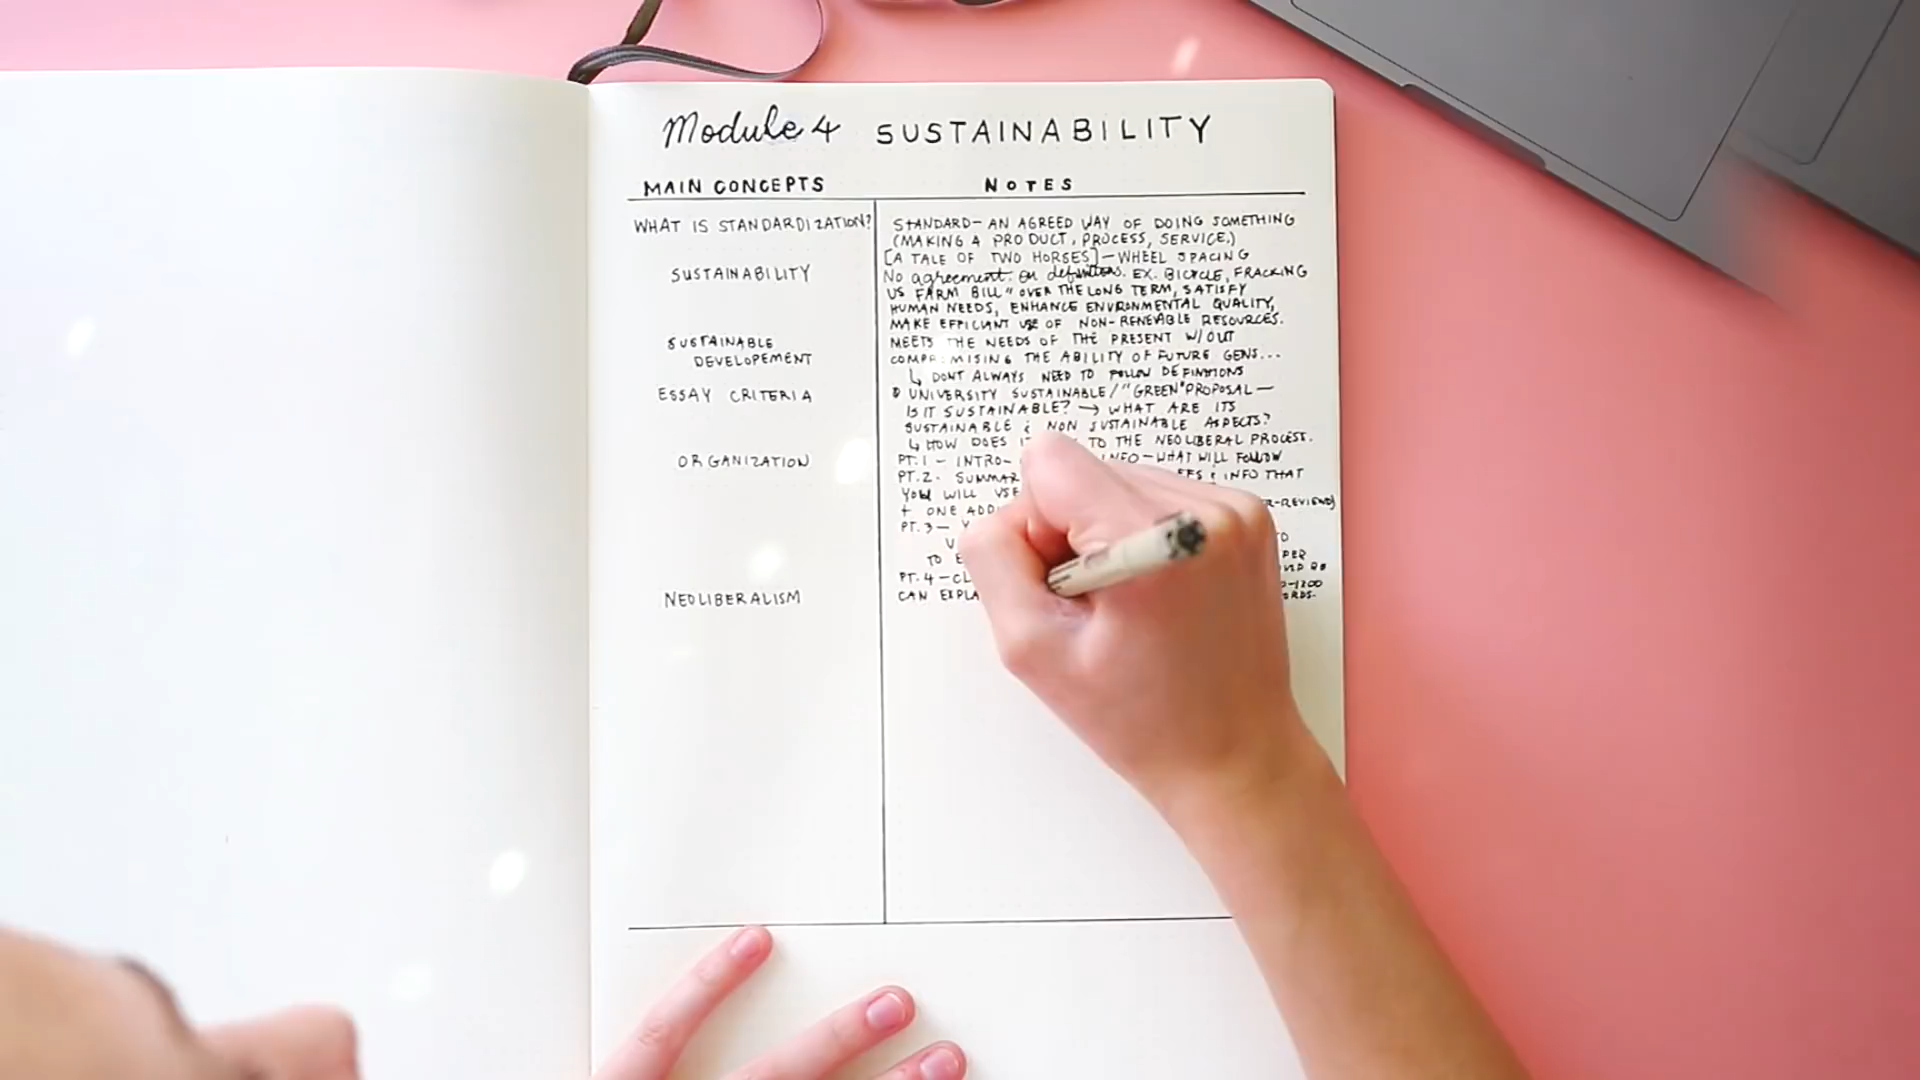 Module 4 SUSTAINABILITY
MAIN CONCEPTS NOTES
WHAT IS STANDARDIZATION? STANDARD- AN AGREED WAY OF DOING SOMETHING
(MAKING A PRODUCT, PROCESS, SERVICE.)
[A TALE OF TWO HORSES] - WHEEL SPACING
SUSTAINABILITY No agreement on definitions. EX. BICYCLE, FRACKING
US FARM BILL " OVER THE LONG TERM, SATISFY
HUMAN NEEDS, ENHANCE ENVIRONMENTAL QUALITY,
MAKE EFFICIANT USE OF NON-RENEVABLE RESOURCES.
SUSTAINABLE MEETS THE NEEDS OF THE PRESENT W/OUT
DEVELOPEMENT COMPROMISING THE ABILITY OF FUTURE GENS...
↳ DONT ALWAYS NEED TO FOLLOW DEFINITIONS
ESSAY CRITERIA UNIVERSITY SUSTAINABLE/"GREEN" PROPOSAL —
IS IT SUSTAINABLE? → WHAT ARE ITS
SUSTAINABLE & NON SUSTAINABLE ASPECTS?
↳ HOW DOES TO THE NEOLIBERAL PROCESS.
ORGANIZATION PT.1 - INTRO- INFO - WHAT WILL FOLLOW
PT.2. & INFO THAT
YOU WILL USE
+ ONE
PT.3 -
TO
PT.4 -
NEOLIBERALISM CAN